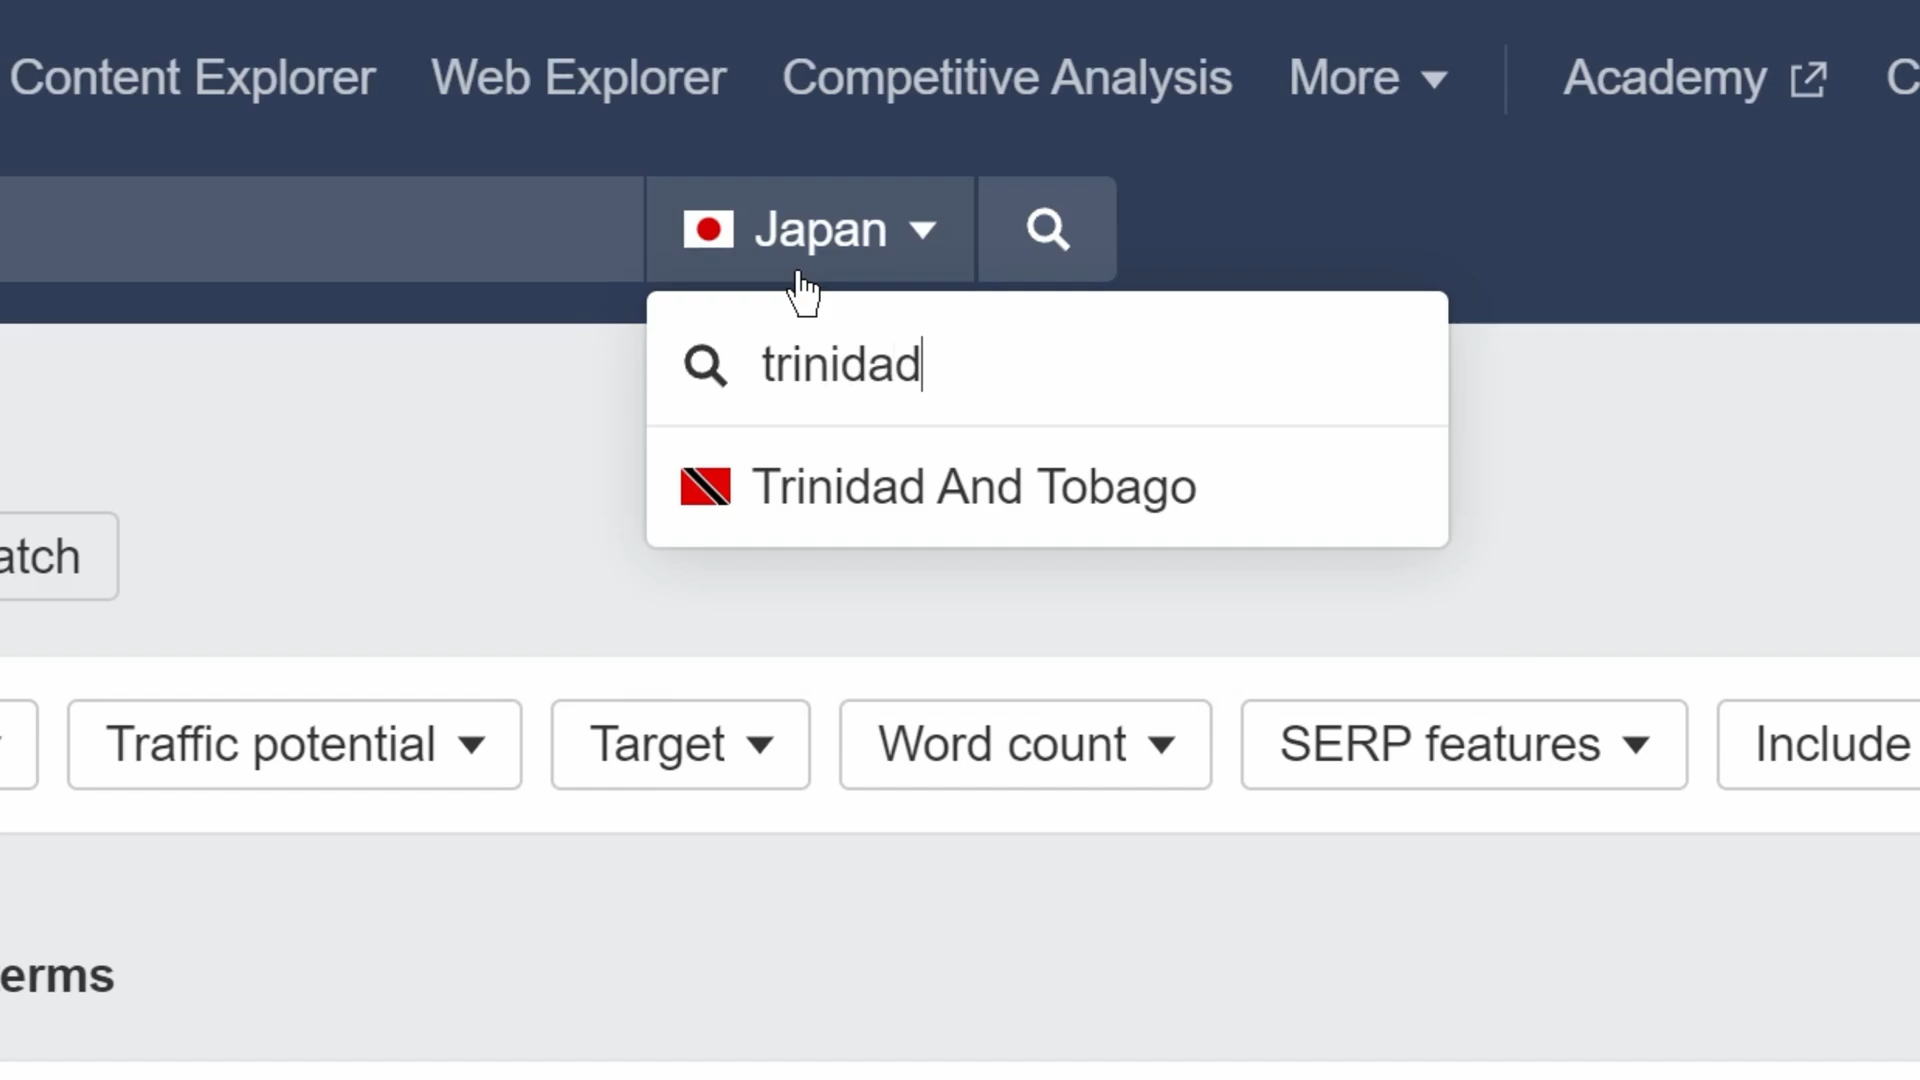 Content Explorer Web Explorer Competitive Analysis More Academy C
Japan
trinidad
Trinidad And Tobago
atch
Traffic potential Target Word count SERP features Include
erms